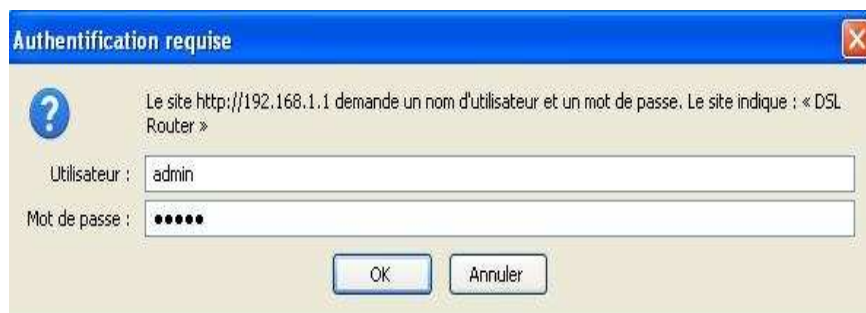 Authentification requise
Le site http://192.168.1.1 demande un nom d'utilisateur et un mot de passe. Le site indique : « DSL
Router »
Utilisateur : admin
Mot de passe : •••••
OK Annuler